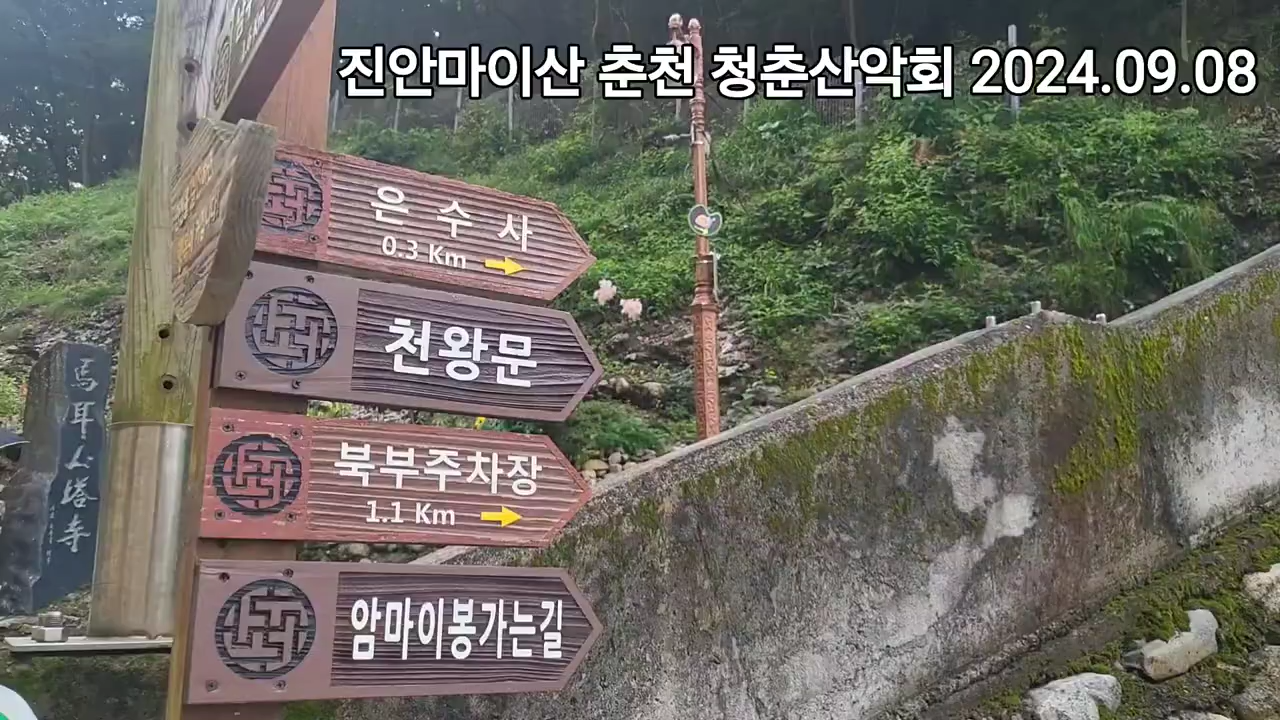 진안마이산 춘천 청춘산악회 2024.09.08
은수사
0.3 Km
천왕문
북부주차장
1.1 Km
암마이봉가는길
馬耳山塔寺